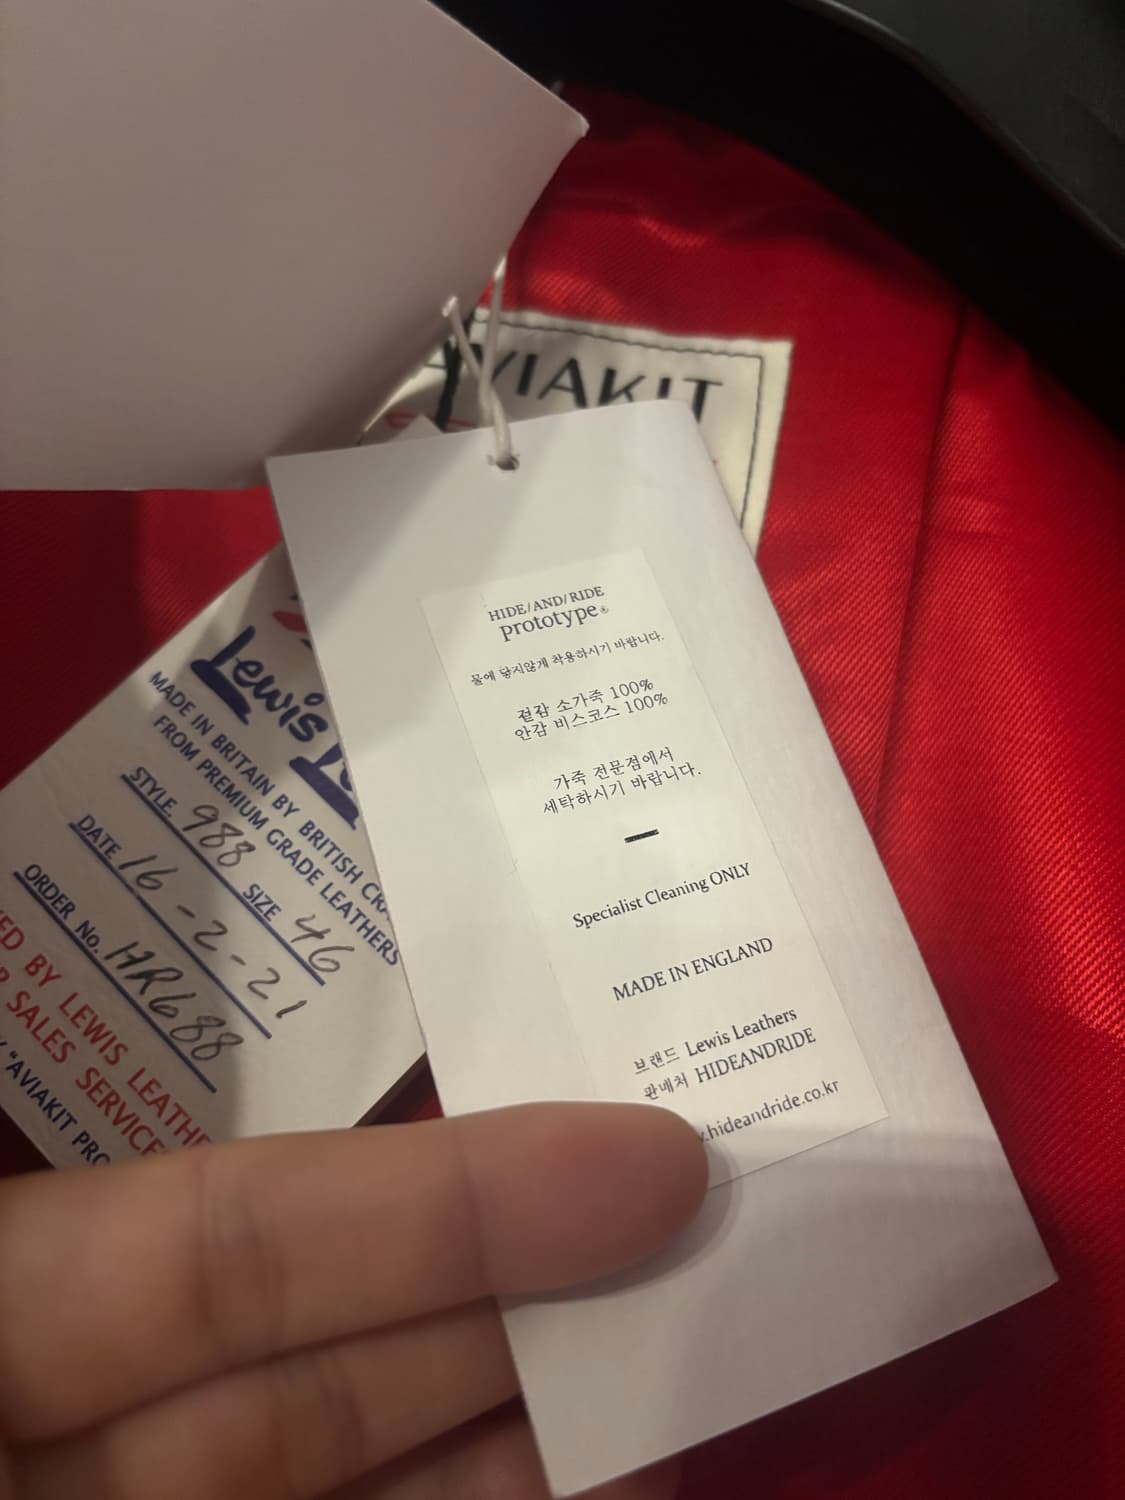 AVIAKIT
HIDE/AND/RIDE
prototype®
물에 닿지않게 착용하시기 바랍니다.
겉감 소가죽 100%
안감 비스코스 100%
가죽 전문점에서
세탁하시기 바랍니다.
Specialist Cleaning ONLY
MADE IN ENGLAND
브랜드 Lewis Leathers
판매처 HIDEANDRIDE
.hideandride.co.kr
Lewis
MADE IN BRITAIN BY BRITISH
FROM PREMIUM GRADE LEATHERS
STYLE 988 SIZE 46
DATE 16-2-21
ORDER No. HR688
BY LEWIS LEATH
SALES SERVICE
"AVIAKIT PRO